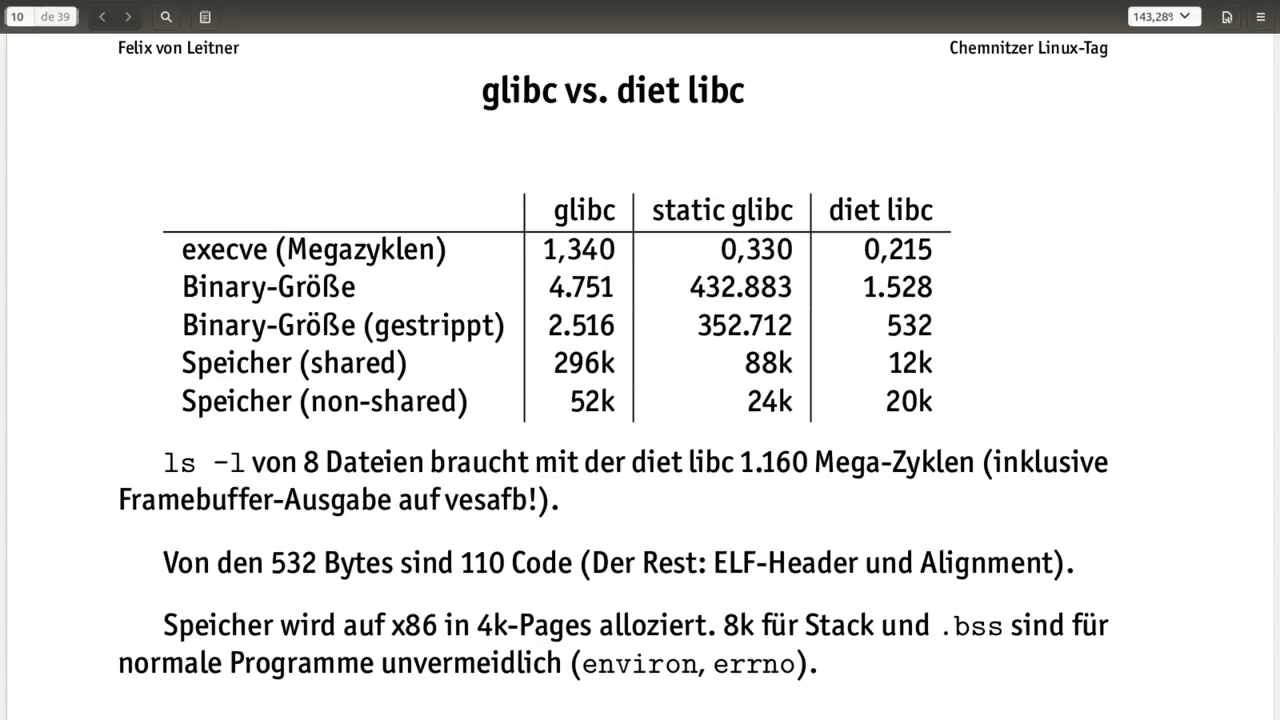 10 de 39 143,28%
Felix von Leitner Chemnitzer Linux-Tag
glibc vs. diet libc
glibc static glibc diet libc
execve (Megazyklen) 1,340 0,330 0,215
Binary-Größe 4.751 432.883 1.528
Binary-Größe (gestrippt) 2.516 352.712 532
Speicher (shared) 296k 88k 12k
Speicher (non-shared) 52k 24k 20k
ls -l von 8 Dateien braucht mit der diet libc 1.160 Mega-Zyklen (inklusive
Framebuffer-Ausgabe auf vesafb!).
Von den 532 Bytes sind 110 Code (Der Rest: ELF-Header und Alignment).
Speicher wird auf x86 in 4k-Pages alloziert. 8k für Stack und .bss sind für
normale Programme unvermeidlich (environ, errno).